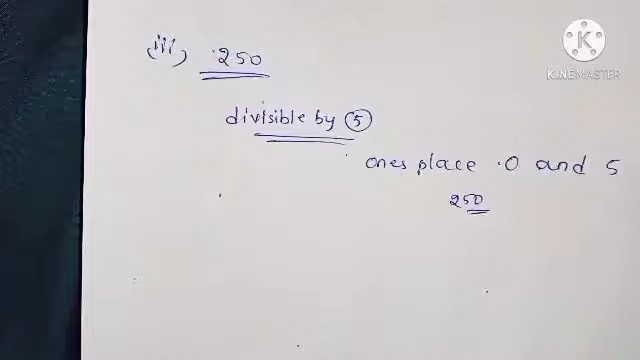 (iii) 250
divisible by 5
ones place 0 and 5
250
KINEMASTER